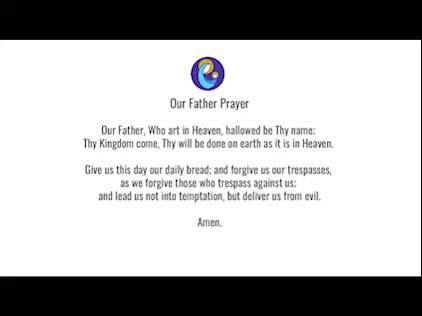 Our Father Prayer
Our Father, Who art in Heaven, hallowed be Thy name;
Thy Kingdom come, Thy will be done on earth as it is in Heaven.
Give us this day our daily bread; and forgive us our trespasses,
as we forgive those who trespass against us;
and lead us not into temptation, but deliver us from evil.
Amen.